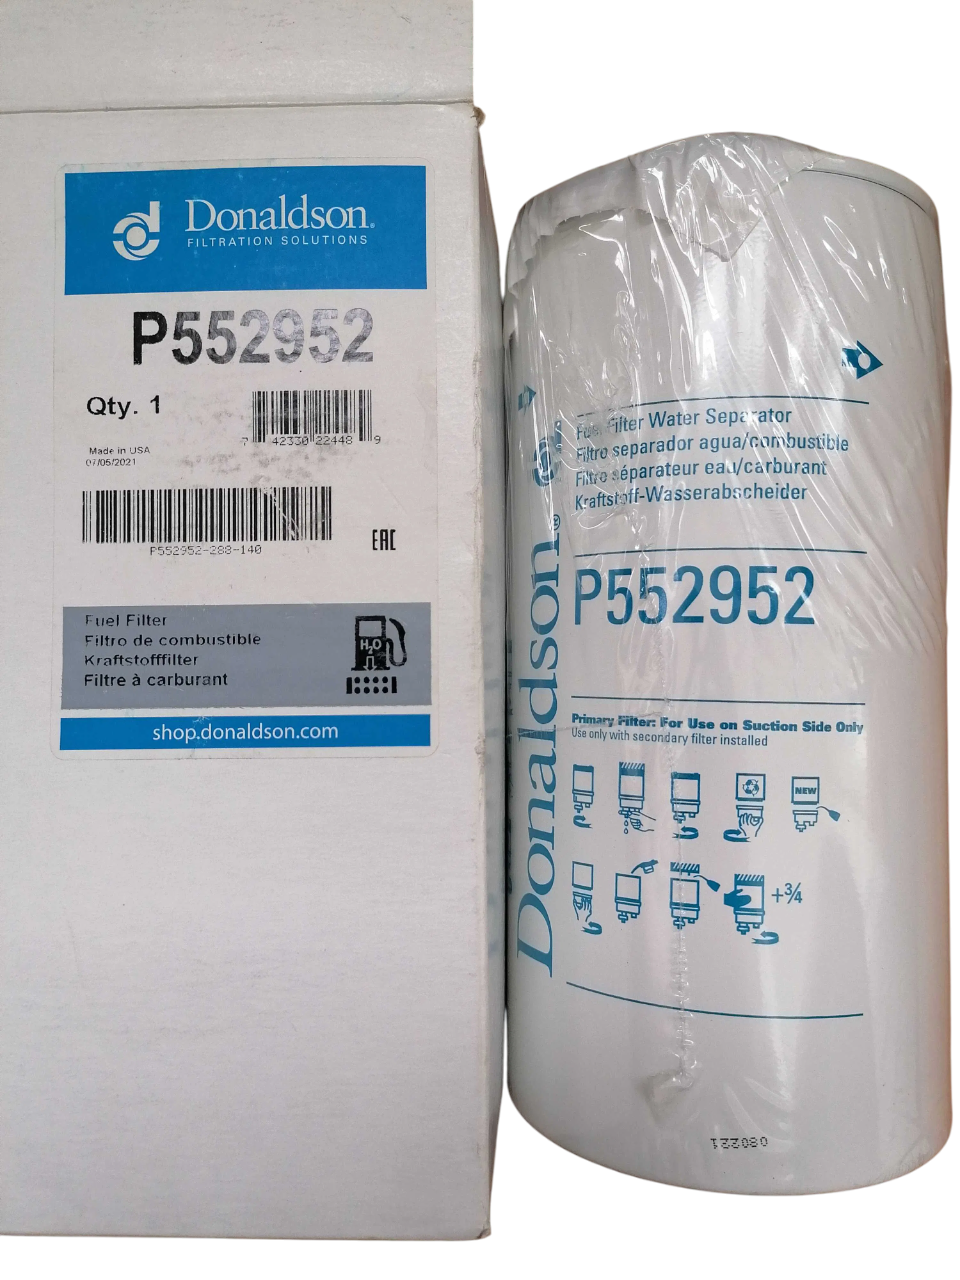 Donaldson®
FILTRATION SOLUTIONS
P552952
Qty. 1
7 42330 22448 9
Made in USA
07/05/2021
P552952-288-140
EAC
Fuel Filter
Filtro de combustible
Kraftstofffilter
Filtre à carburant
H₂O
shop.donaldson.com
Donaldson®
Fuel Filter Water Separator
Filtro separador agua/combustible
Filtre séparateur eau/carburant
Kraftstoff-Wasserabscheider
P552952
Primary Filter: For Use on Suction Side Only
Use only with secondary filter installed
NEW
+¾